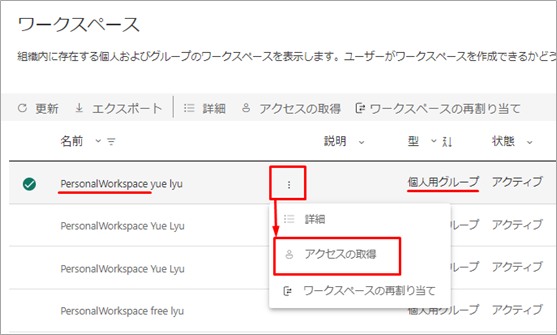 ワークスペース
組織内に存在する個人およびグループのワークスペースを表示します。ユーザーがワークスペースを作成できるかどう
更新 エクスポート 詳細 アクセスの取得 ワークスペースの再割り当て
名前 説明 型 状態
PersonalWorkspace yue lyu 個人用グループ アクティブ
詳細
PersonalWorkspace Yue Lyu ループ アクティブ
アクセスの取得
PersonalWorkspace Yue Lyu ループ アクティブ
ワークスペースの再割り当て
PersonalWorkspace free lyu ループ アクティブ